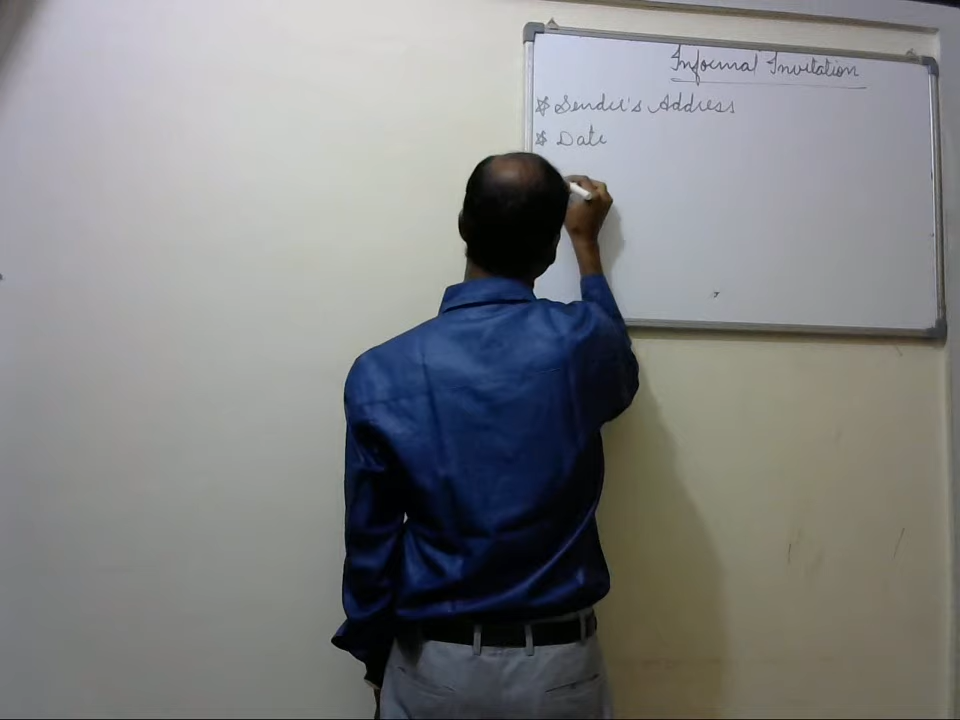 Informal Invitation
* Sender's Address
* Date